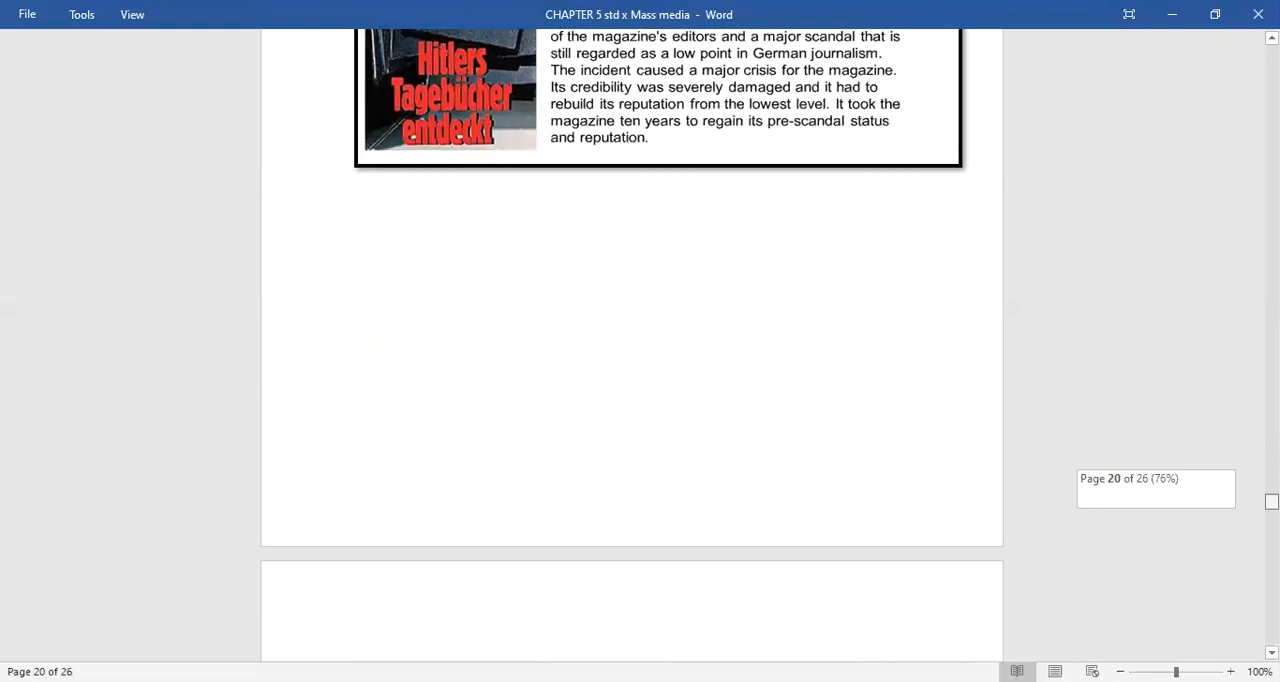 File
Tools
View
CHAPTER 5 std x Mass media - Word
of the magazine's editors and a major scandal that is
still regarded as a low point in German journalism.
The incident caused a major crisis for the magazine.
Its credibility was severely damaged and it had to
rebuild its reputation from the lowest level. It took the
magazine ten years to regain its pre-scandal status
and reputation.
Hitlers
Tagebücher
entdeckt
Page 20 of 26 (76%)
Page 20 of 26
100%